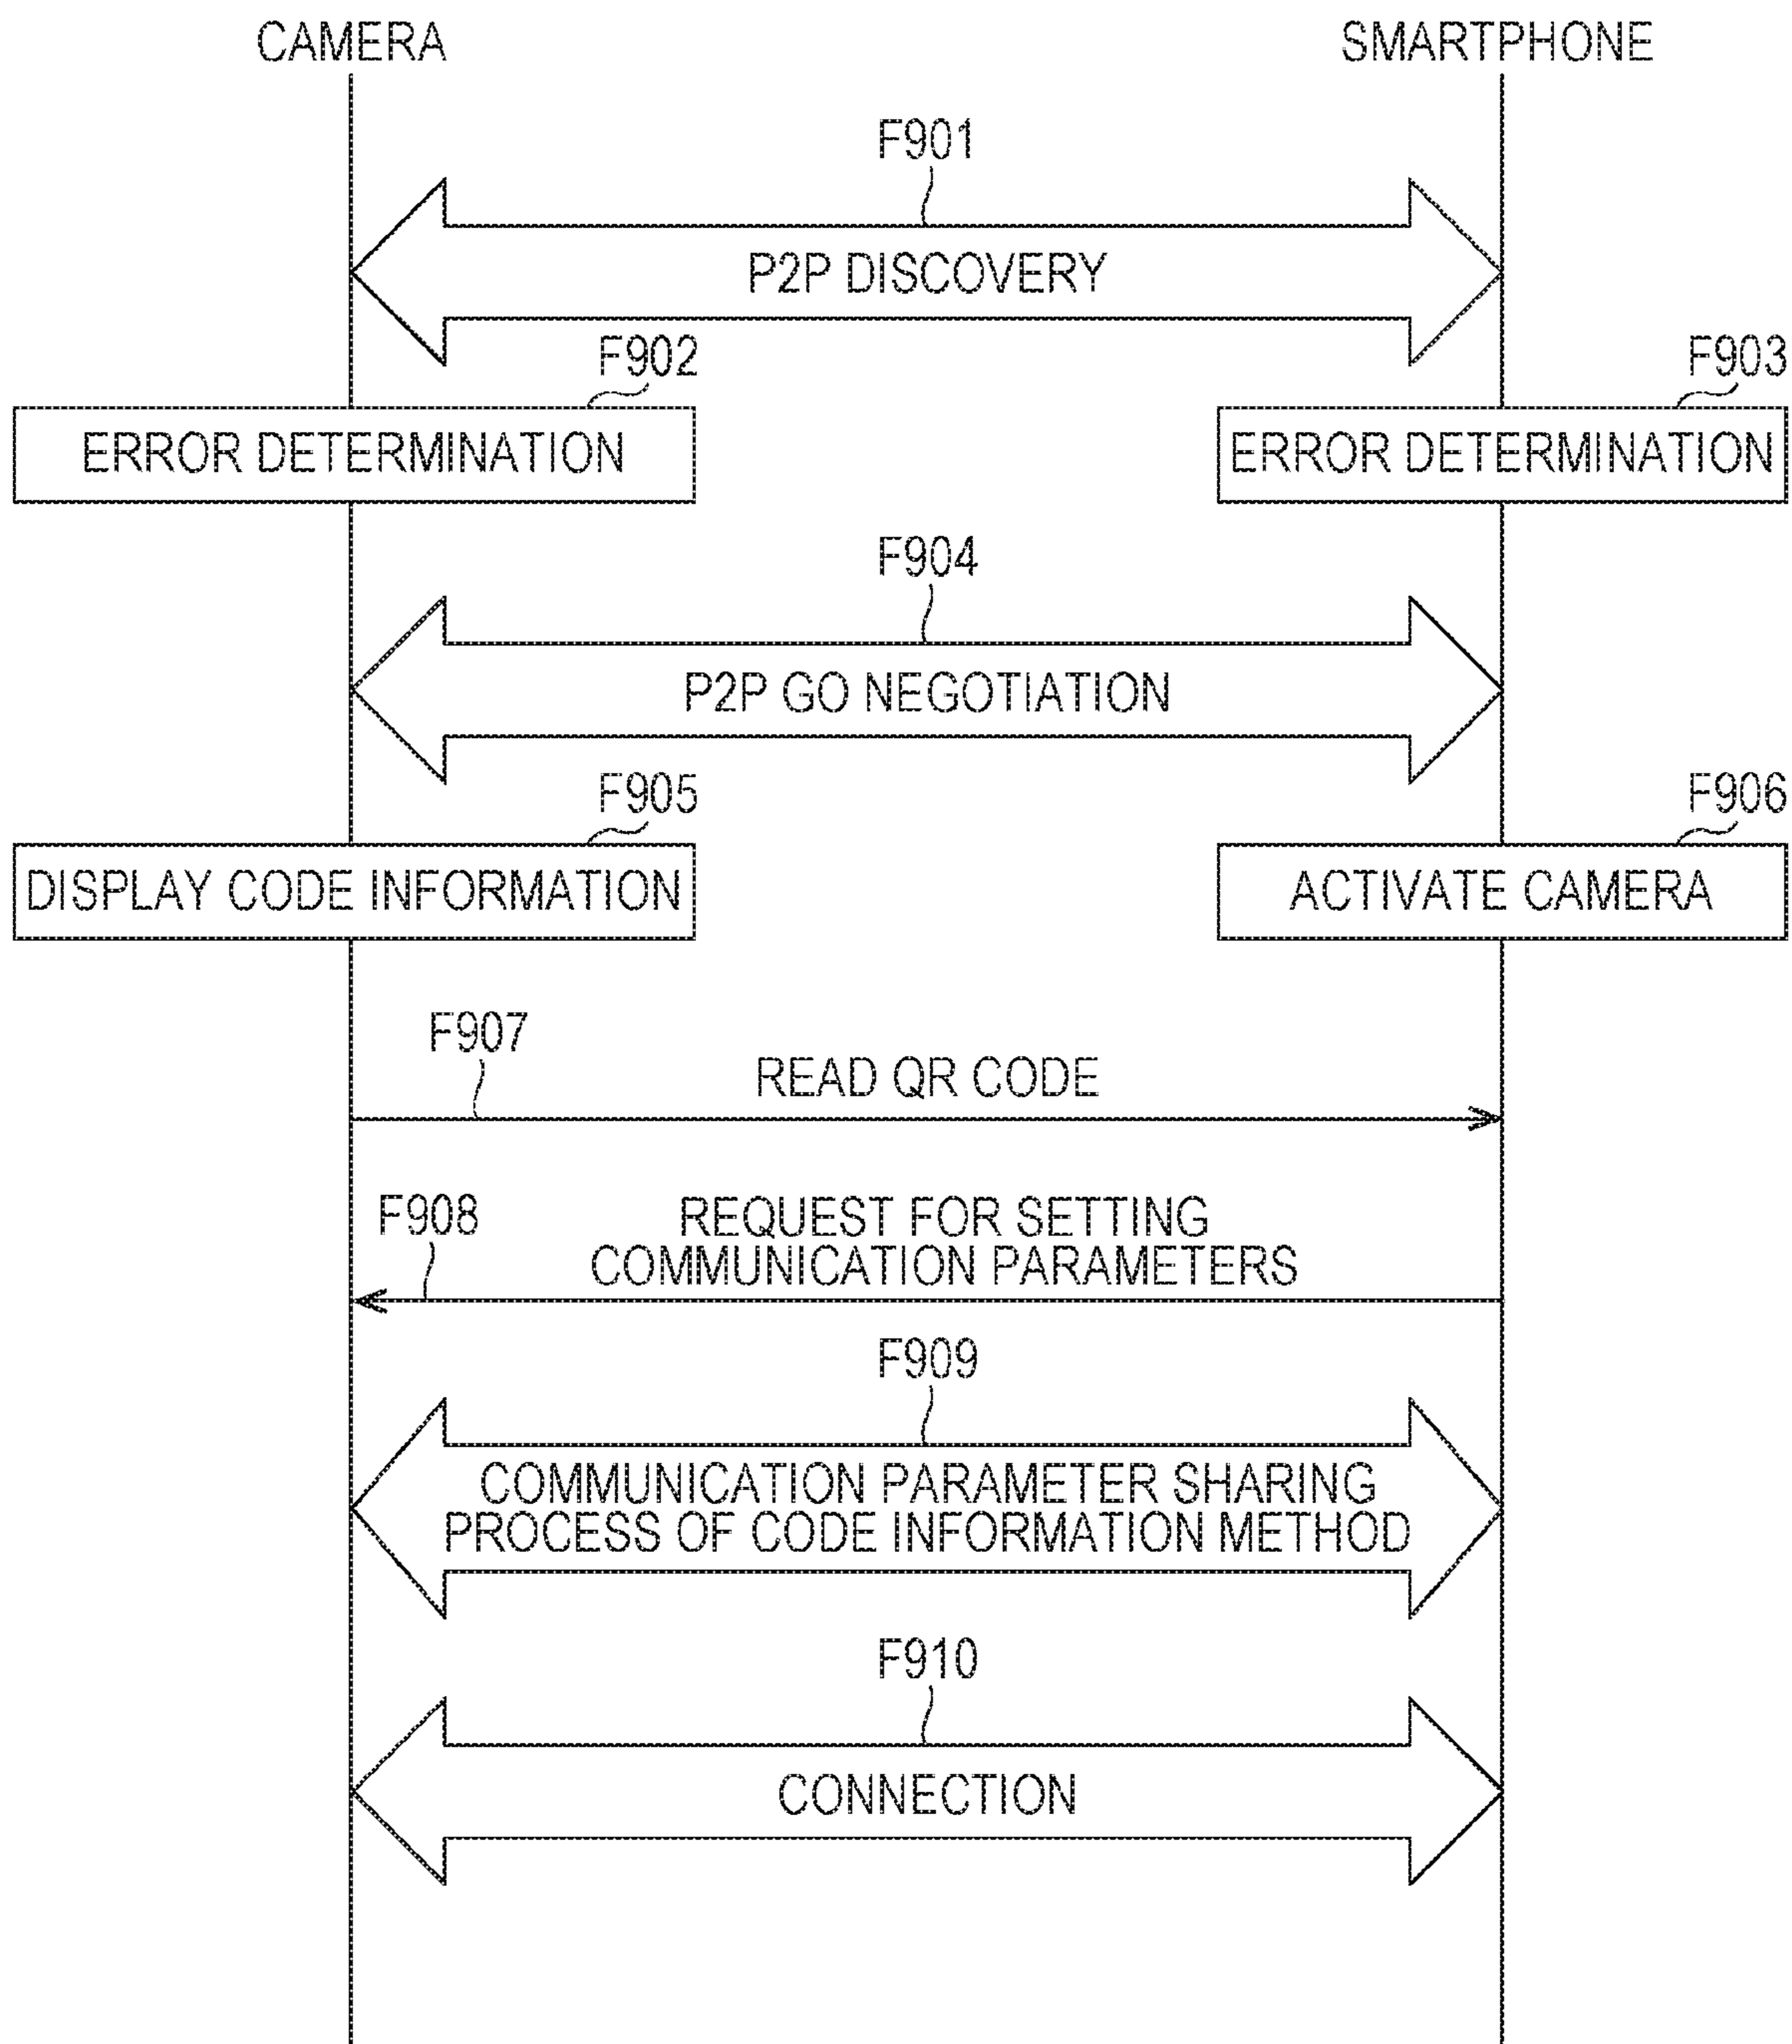 CAMERA
SMARTPHONE
F901
P2P DISCOVERY
F902
F903
ERROR DETERMINATION
ERROR DETERMINATION
F904
P2P GO NEGOTIATION
F905
F906
DISPLAY CODE INFORMATION
ACTIVATE CAMERA
F907
READ QR CODE
F908
REQUEST FOR SETTING
COMMUNICATION PARAMETERS
F909
COMMUNICATION PARAMETER SHARING
PROCESS OF CODE INFORMATION METHOD
F910
CONNECTION